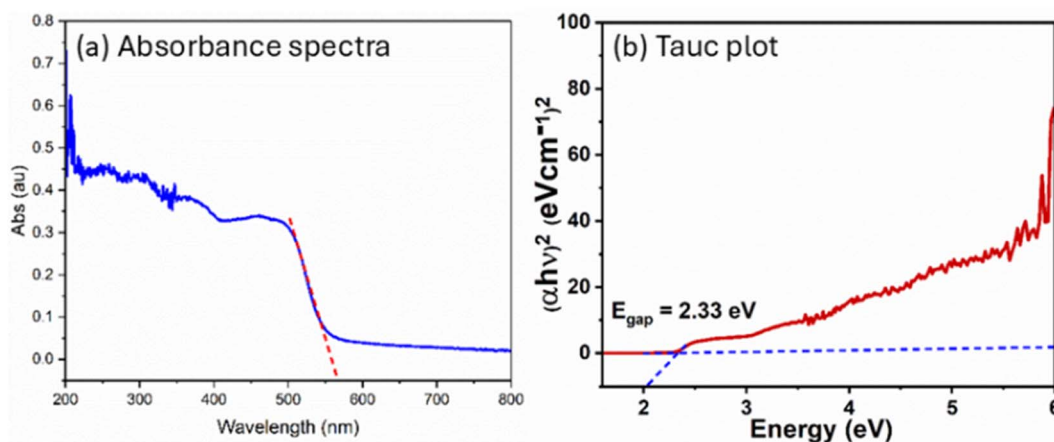 (a) Absorbance spectra
0.8
0.7
0.6
0.5
0.4
0.3
0.2
0.1
0.0
Abs (au)
200 300 400 500 600 700 800
Wavelength (nm)
(b) Tauc plot
100
80
60
40
20
0
(αhν)² (eVcm⁻¹)²
E_gap = 2.33 eV
2 3 4 5 6
Energy (eV)